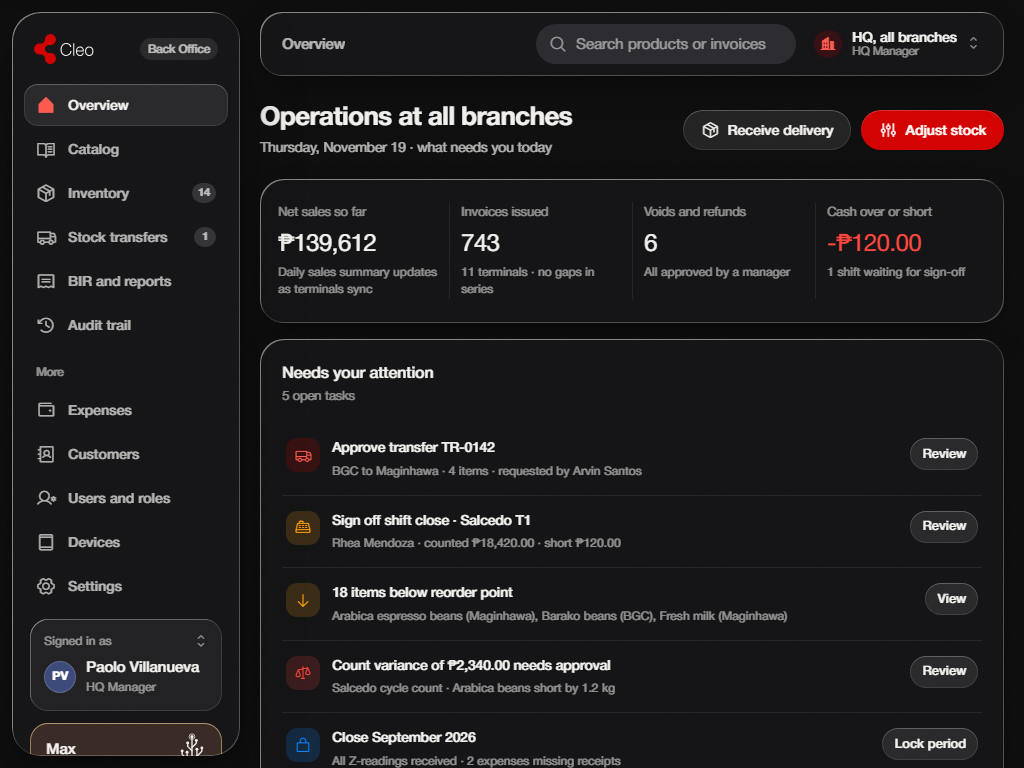 Cleo
Back Office
Overview
Catalog
Inventory 14
Stock transfers 1
BIR and reports
Audit trail
More
Expenses
Customers
Users and roles
Devices
Settings
Signed in as
PV
Paolo Villanueva
HQ Manager
Max
Overview
Search products or invoices
HQ, all branches
HQ Manager
Operations at all branches
Thursday, November 19 · what needs you today
Receive delivery
Adjust stock
Net sales so far
₱139,612
Daily sales summary updates
as terminals sync
Invoices issued
743
11 terminals · no gaps in
series
Voids and refunds
6
All approved by a manager
Cash over or short
-₱120.00
1 shift waiting for sign-off
Needs your attention
5 open tasks
Approve transfer TR-0142
BGC to Maginhawa · 4 items · requested by Arvin Santos
Review
Sign off shift close · Salcedo T1
Rhea Mendoza · counted ₱18,420.00 · short ₱120.00
Review
18 items below reorder point
Arabica espresso beans (Maginhawa), Barako beans (BGC), Fresh milk (Maginhawa)
View
Count variance of ₱2,340.00 needs approval
Salcedo cycle count · Arabica beans short by 1.2 kg
Review
Close September 2026
All Z-readings received · 2 expenses missing receipts
Lock period